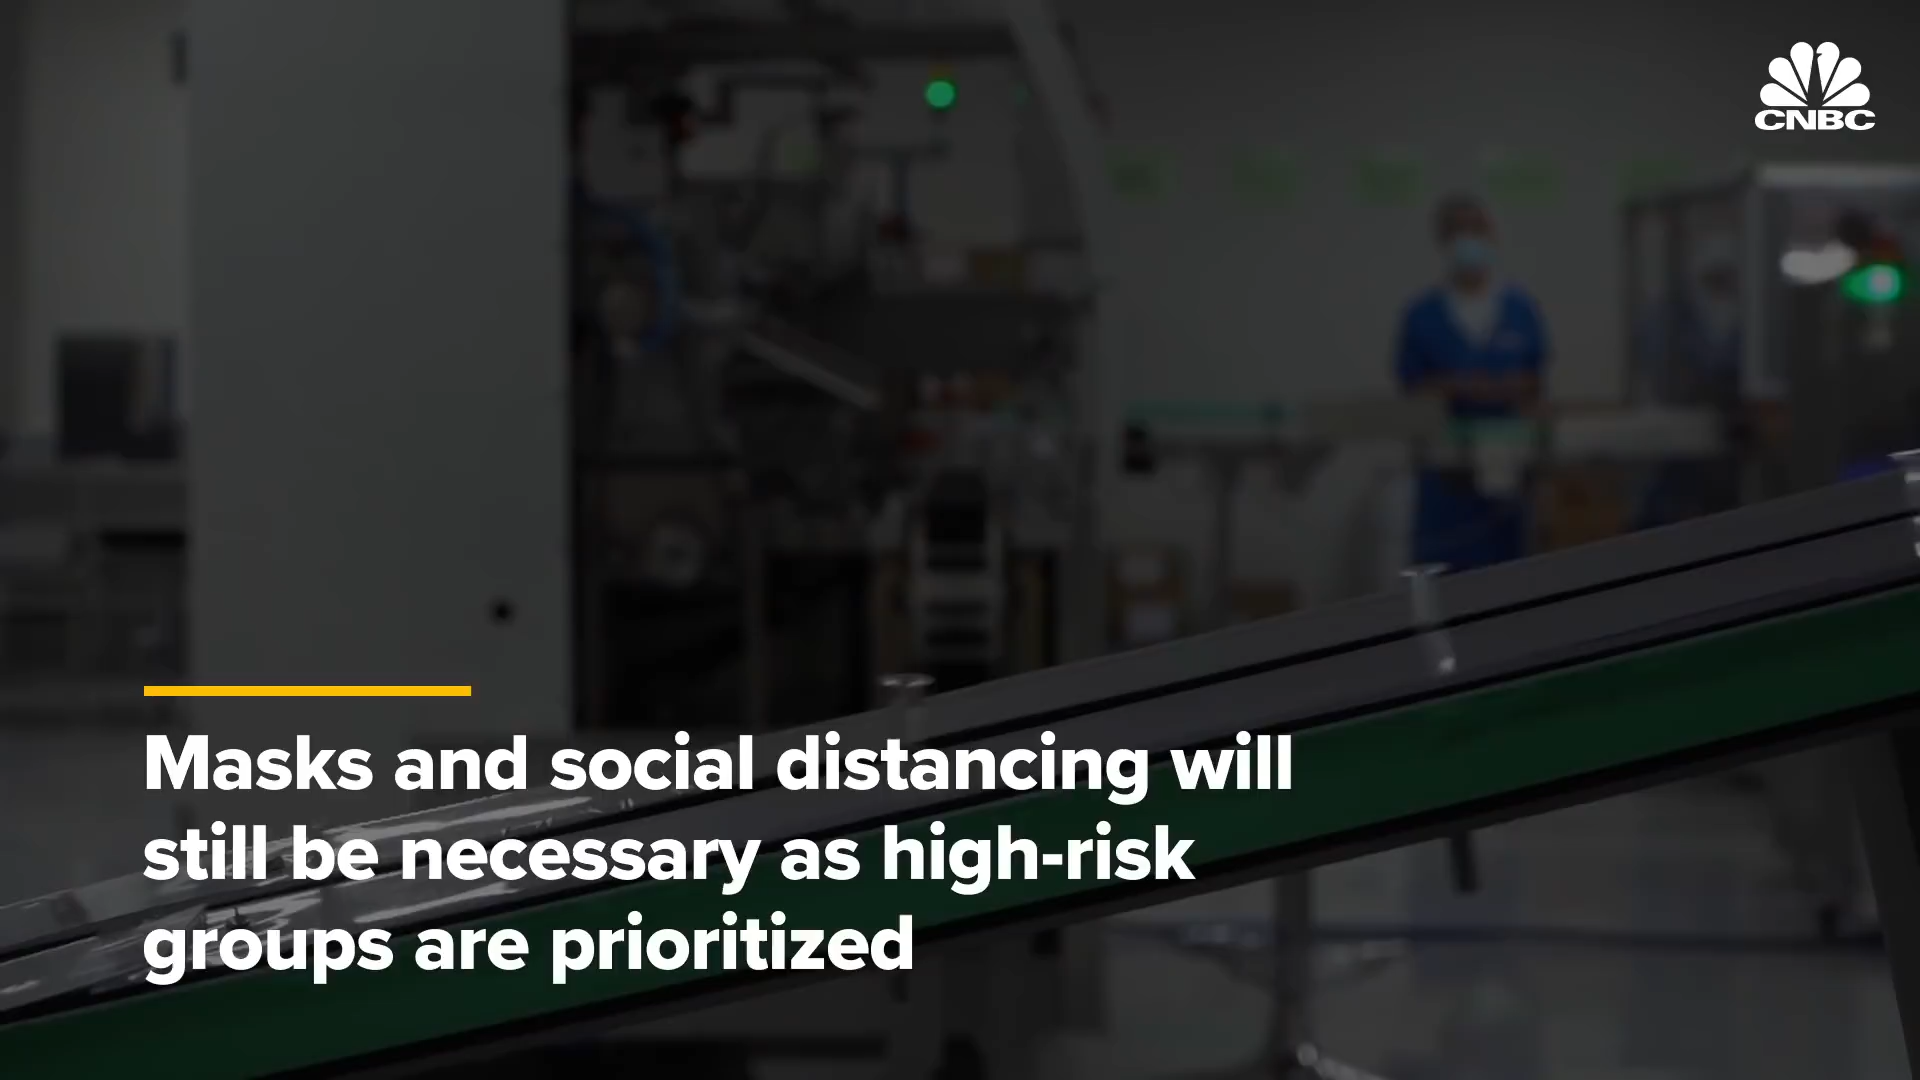 CNBC
Masks and social distancing will
still be necessary as high-risk
groups are prioritized